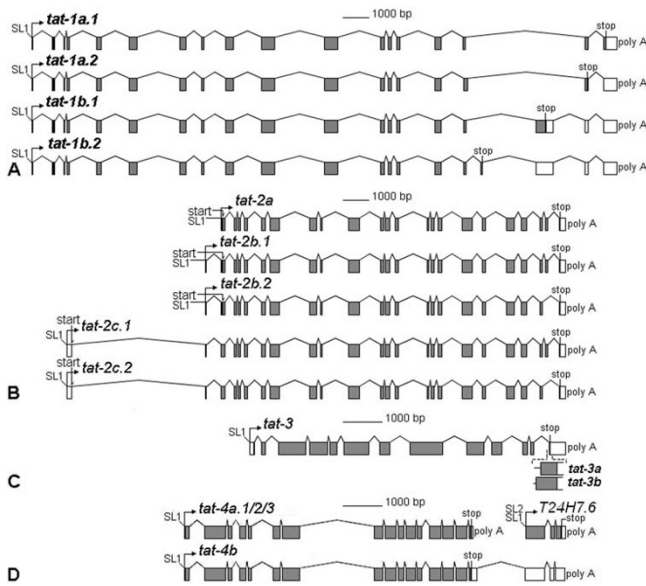 1000 bp
SL1 tat-1a.1 stop
poly A
SL1 tat-1a.2 stop
poly A
SL1 tat-1b.1 stop
poly A
SL1 tat-1b.2 stop
A poly A
1000 bp
start tat-2a stop
SL1 poly A
start tat-2b.1 stop
SL1 poly A
start tat-2b.2 stop
SL1 poly A
start
SL1 tat-2c.1 stop
poly A
start
SL1 tat-2c.2 stop
B poly A
1000 bp
SL1 tat-3 stop
poly A
tat-3a
C tat-3b
1000 bp
SL1 tat-4a.1/2/3 stop SL2 T24H7.6
SL1 stop
poly A poly A
SL1 tat-4b stop
D poly A